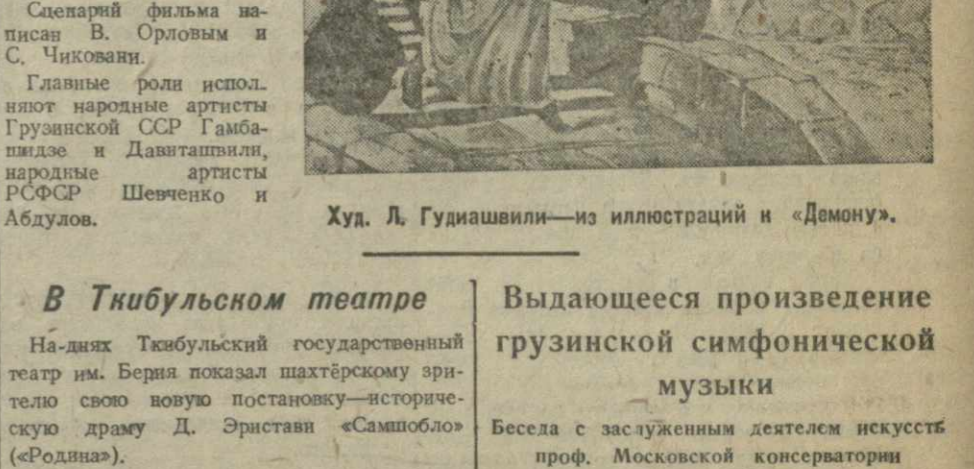 Сценарий фильма на-
писан В. Орловым и
С. Чиковани.
Главные роли испол-
няют народные артисты
Грузинской ССР Гамба-
шидзе и Давиташвили,
народные артисты
РСФСР Шевченко и
Абдулов.
Худ. Л. Гудиашвили—из иллюстраций к «Демону».
В Ткибульском театре
На-днях Ткибульский государственный
театр им. Берия показал шахтёрскому зри-
телю свою новую постановку—историче-
скую драму Д. Эристави «Самшобло»
(«Родина»).
Выдающееся произведение
грузинской симфонической
музыки
Беседа с заслуженным деятелем искусств
проф. Московской консерватории